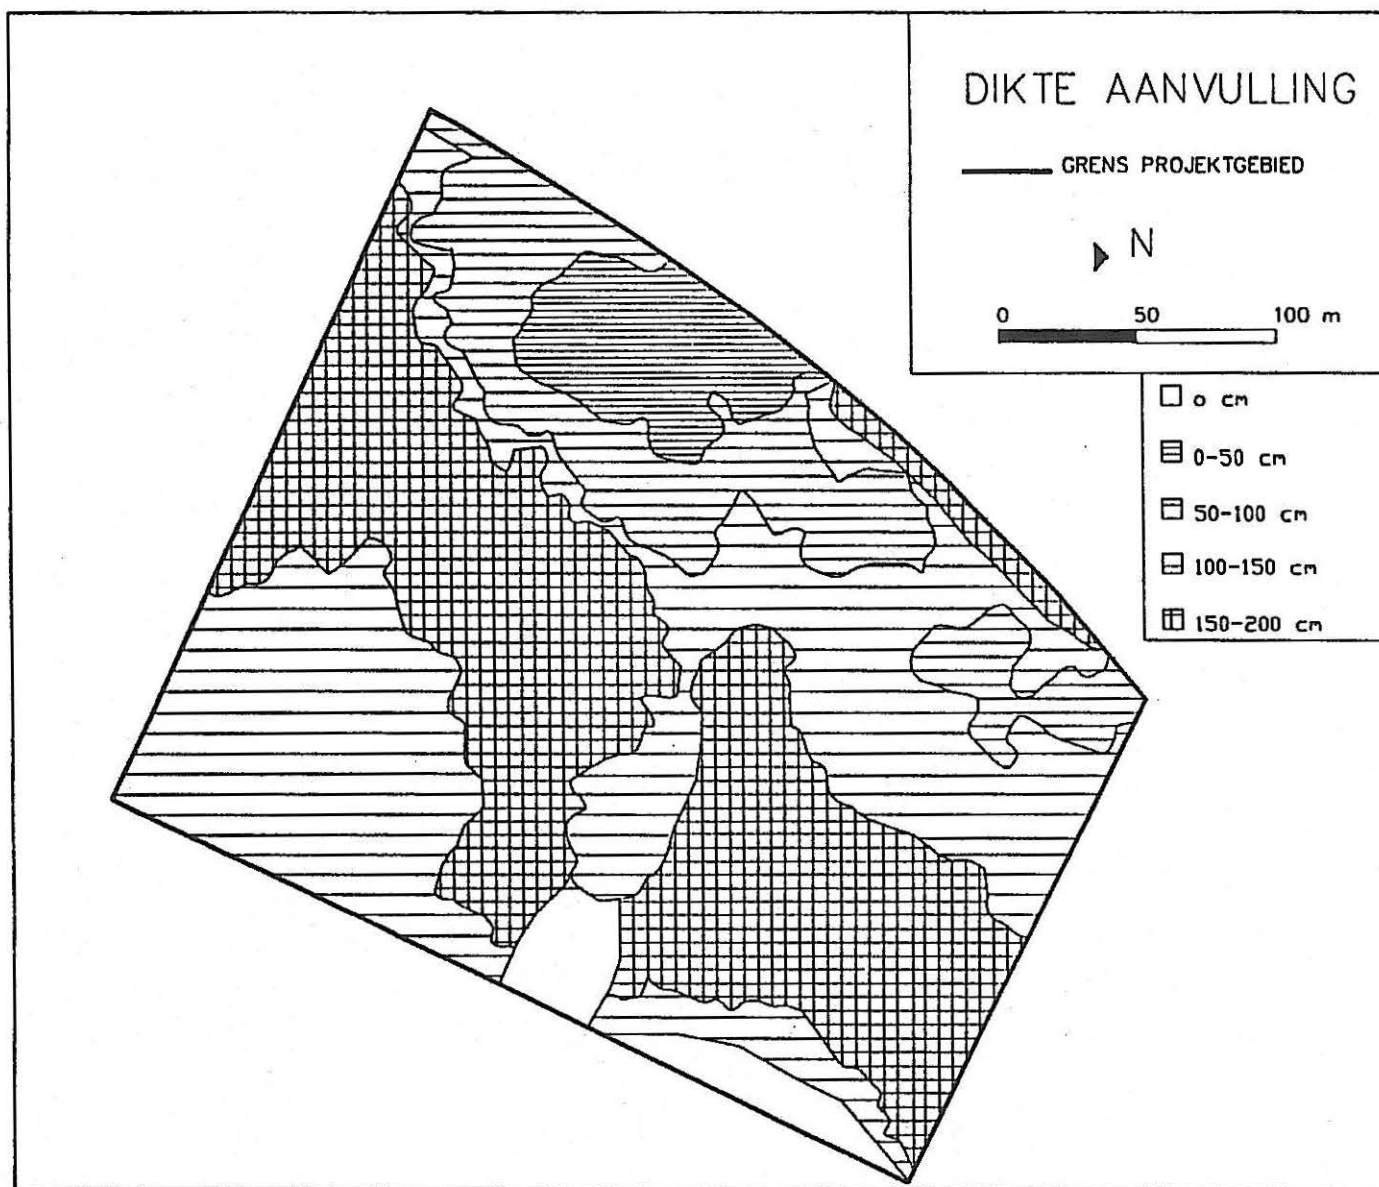 DIKTE AANVULLING
GRENS PROJEKTGEBIED
N
0 50 100 m
o cm
0-50 cm
50-100 cm
100-150 cm
150-200 cm